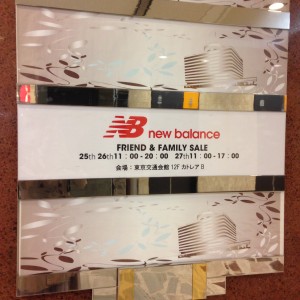 NB new balance
FRIEND & FAMILY SALE
25th 26th 11：00 - 20：00 27th 11：00 - 17：00
会場：東京交通会館 12F カトレア B